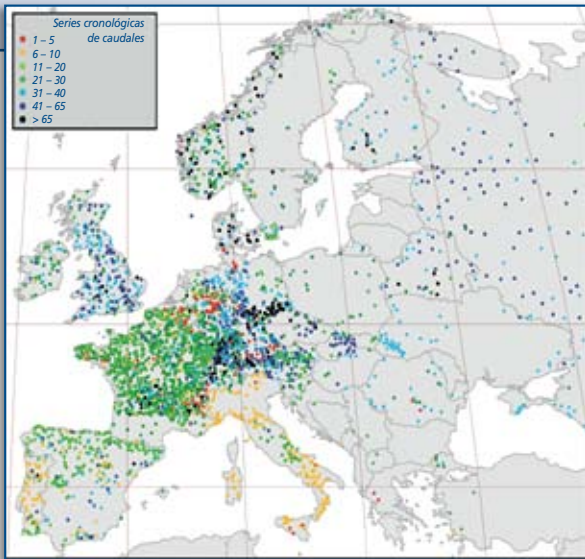 Series cronológicas
de caudales
1 – 5
6 – 10
11 – 20
21 – 30
31 – 40
41 – 65
> 65